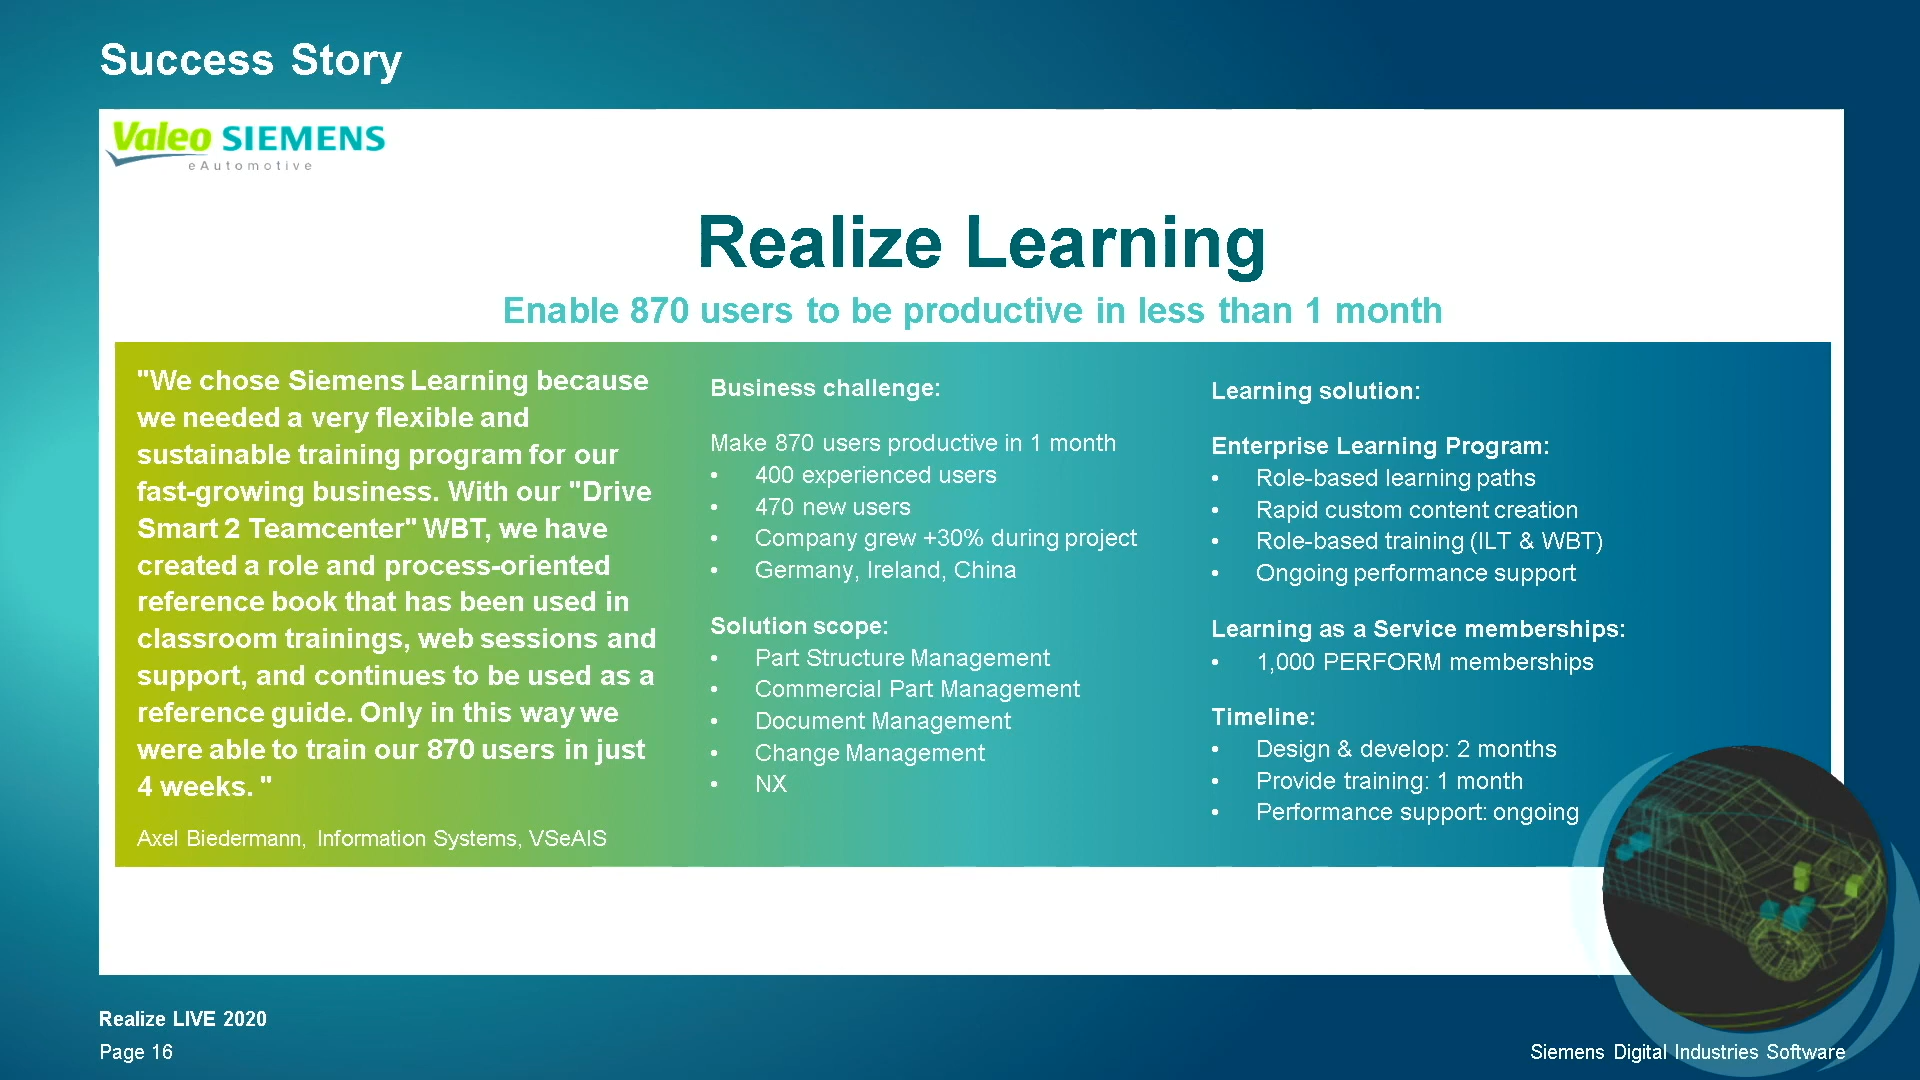 Success Story
Valeo SIEMENS
eAutomotive
Realize Learning
Enable 870 users to be productive in less than 1 month
"We chose Siemens Learning because
we needed a very flexible and
sustainable training program for our
fast-growing business. With our "Drive
Smart 2 Teamcenter" WBT, we have
created a role and process-oriented
reference book that has been used in
classroom trainings, web sessions and
support, and continues to be used as a
reference guide. Only in this way we
were able to train our 870 users in just
4 weeks. "
Axel Biedermann, Information Systems, VSeAIS
Business challenge:
Make 870 users productive in 1 month
• 400 experienced users
• 470 new users
• Company grew +30% during project
• Germany, Ireland, China
Solution scope:
• Part Structure Management
• Commercial Part Management
• Document Management
• Change Management
• NX
Learning solution:
Enterprise Learning Program:
• Role-based learning paths
• Rapid custom content creation
• Role-based training (ILT & WBT)
• Ongoing performance support
Learning as a Service memberships:
• 1,000 PERFORM memberships
Timeline:
• Design & develop: 2 months
• Provide training: 1 month
• Performance support: ongoing
Realize LIVE 2020
Page 16
Siemens Digital Industries Software